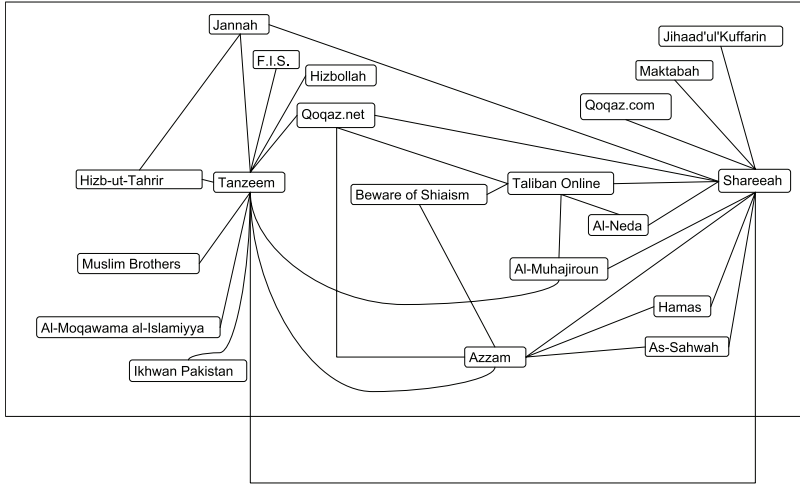 Jannah
Jihaad'ul'Kuffarin
F.I.S.
Maktabah
Hizbollah
Qoqaz.com
Qoqaz.net
Hizb-ut-Tahrir
Tanzeem
Taliban Online
Shareeah
Beware of Shiaism
Al-Neda
Muslim Brothers
Al-Muhajiroun
Hamas
Al-Moqawama al-Islamiyya
As-Sahwah
Azzam
Ikhwan Pakistan